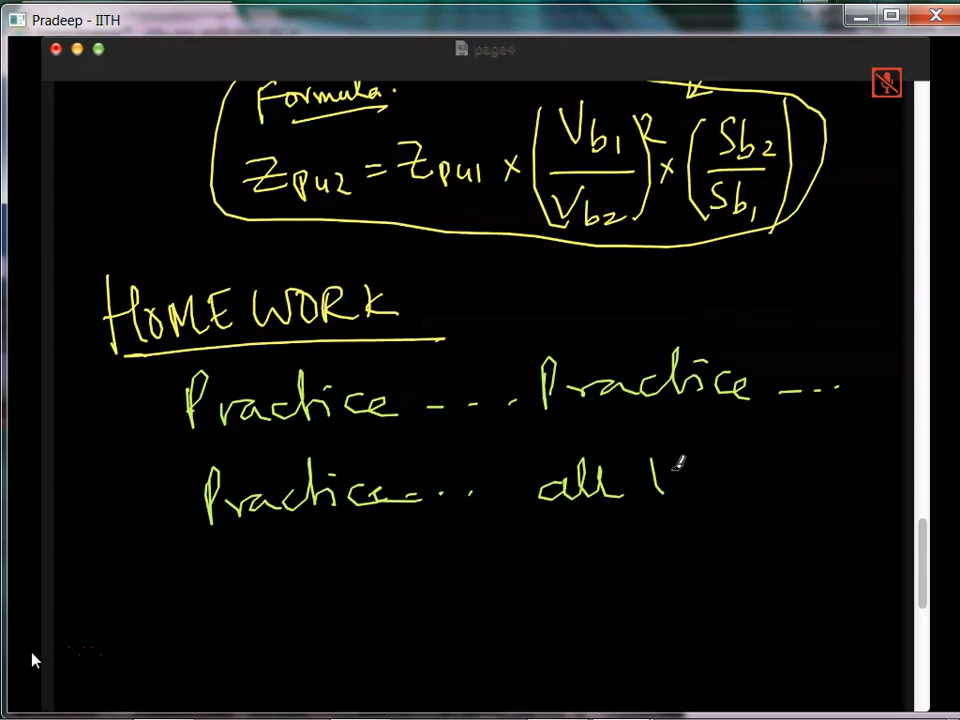 Pradeep - IITH
page4
Formula.
Zpu2 = Zpu1 × (Vb1/Vb2)² × (Sb2/Sb1)
HOMEWORK
Practice - - .. Practice - ...
Practice - .. all